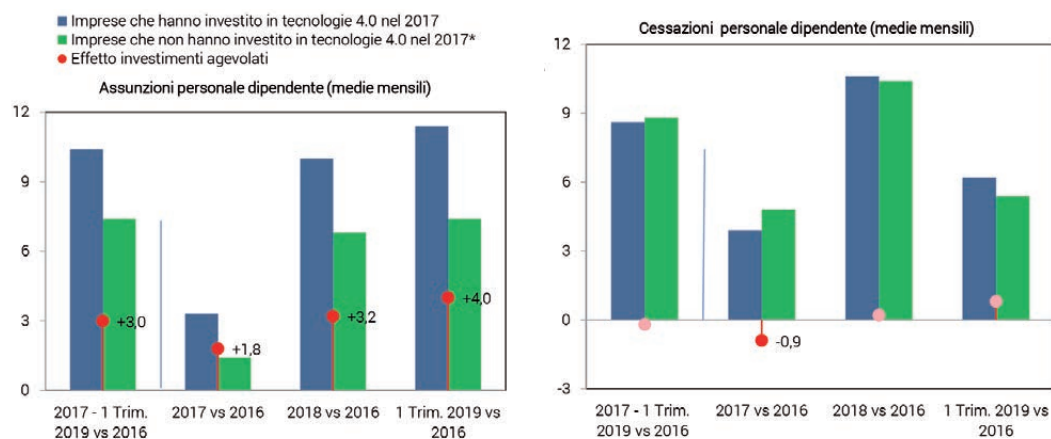 Imprese che hanno investito in tecnologie 4.0 nel 2017
Imprese che non hanno investito in tecnologie 4.0 nel 2017*
Effetto investimenti agevolati
Assunzioni personale dipendente (medie mensili)
12
9
6
3
0
+3,0
+1,8
+3,2
+4,0
2017 - 1 Trim. 2019 vs 2016
2017 vs 2016
2018 vs 2016
1 Trim. 2019 vs 2016
Cessazioni personale dipendente (medie mensili)
12
9
6
3
0
-3
-0,9
2017 - 1 Trim. 2019 vs 2016
2017 vs 2016
2018 vs 2016
1 Trim. 2019 vs 2016